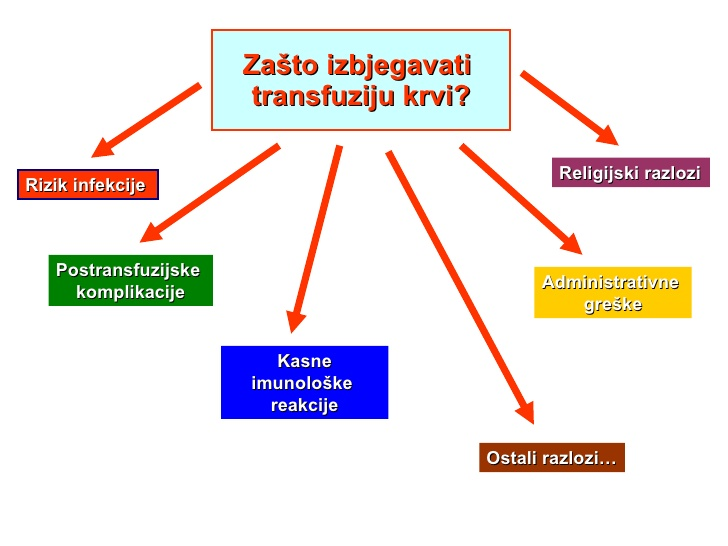 Zašto izbjegavati
transfuziju krvi?
Rizik infekcije
Religijski razlozi
Postransfuzijske
komplikacije
Administrativne
greške
Kasne
imunološke
reakcije
Ostali razlozi…